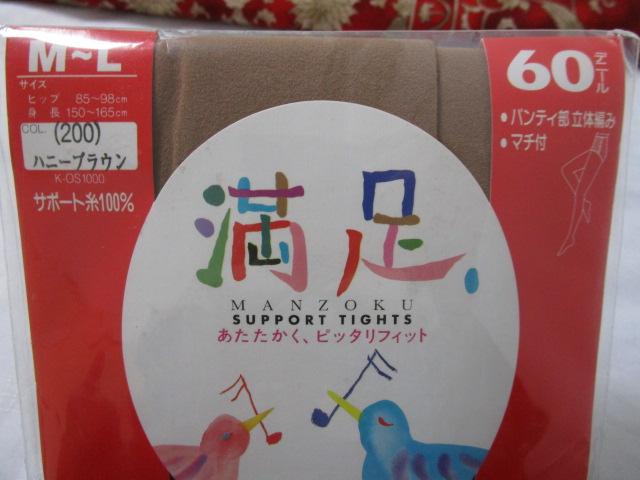 M~L
サイズ
ヒップ 85~98cm
身長 150~165cm
COL. (200)
ハニーブラウン
K-OS1000
サポート糸100%
60デニール
•パンティ部立体編み
•マチ付
満足。
MANZOKU
SUPPORT TIGHTS
あたたかく、ピッタリフィット